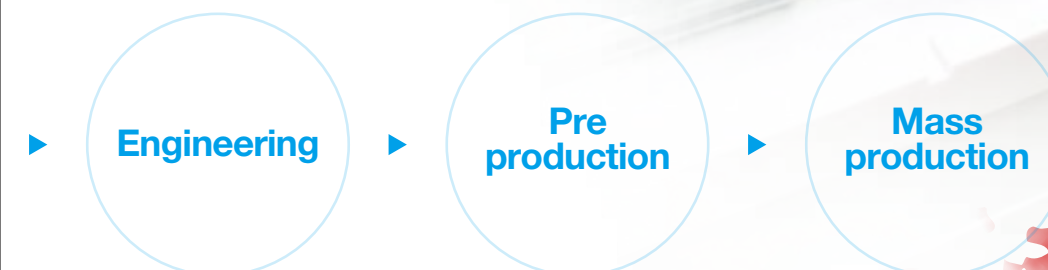 Engineering
Pre
production
Mass
production